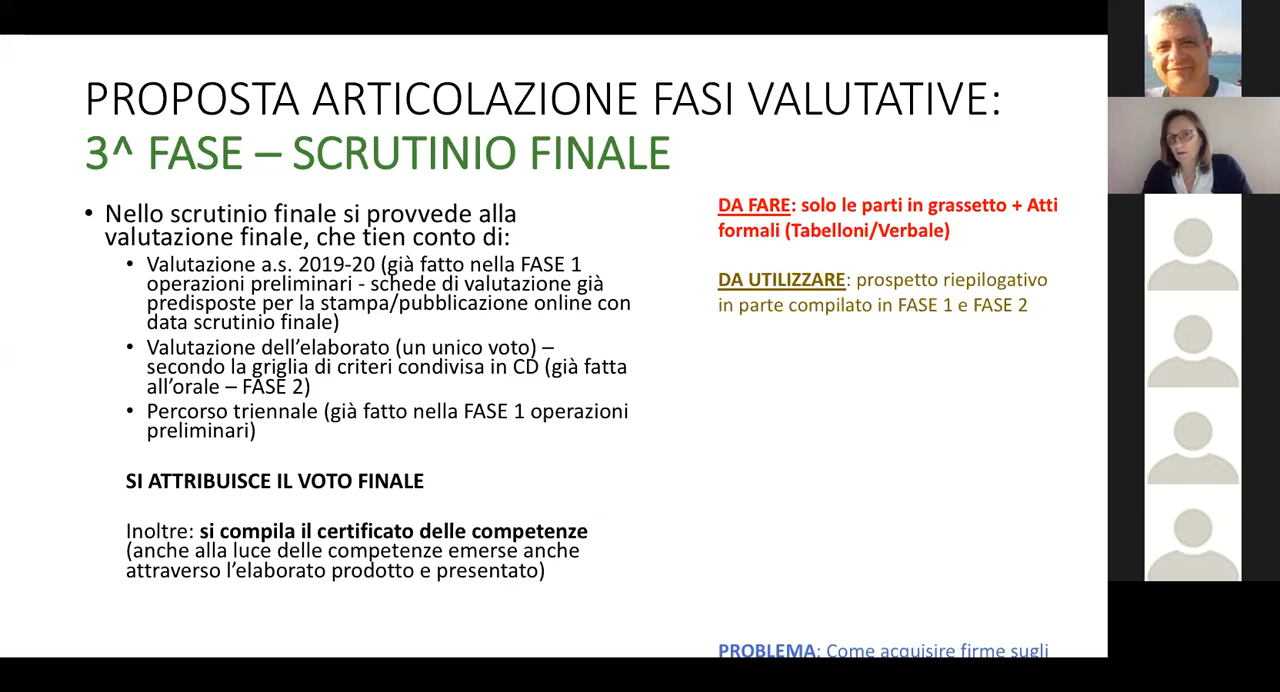 PROPOSTA ARTICOLAZIONE FASI VALUTATIVE:
3^ FASE – SCRUTINIO FINALE
• Nello scrutinio finale si provvede alla
valutazione finale, che tien conto di:
• Valutazione a.s. 2019-20 (già fatto nella FASE 1
operazioni preliminari - schede di valutazione già
predisposte per la stampa/pubblicazione online con
data scrutinio finale)
• Valutazione dell’elaborato (un unico voto) –
secondo la griglia di criteri condivisa in CD (già fatta
all’orale – FASE 2)
• Percorso triennale (già fatto nella FASE 1 operazioni
preliminari)
SI ATTRIBUISCE IL VOTO FINALE
Inoltre: si compila il certificato delle competenze
(anche alla luce delle competenze emerse anche
attraverso l’elaborato prodotto e presentato)
DA FARE: solo le parti in grassetto + Atti
formali (Tabelloni/Verbale)
DA UTILIZZARE: prospetto riepilogativo
in parte compilato in FASE 1 e FASE 2
PROBLEMA: Come acquisire firme sugli